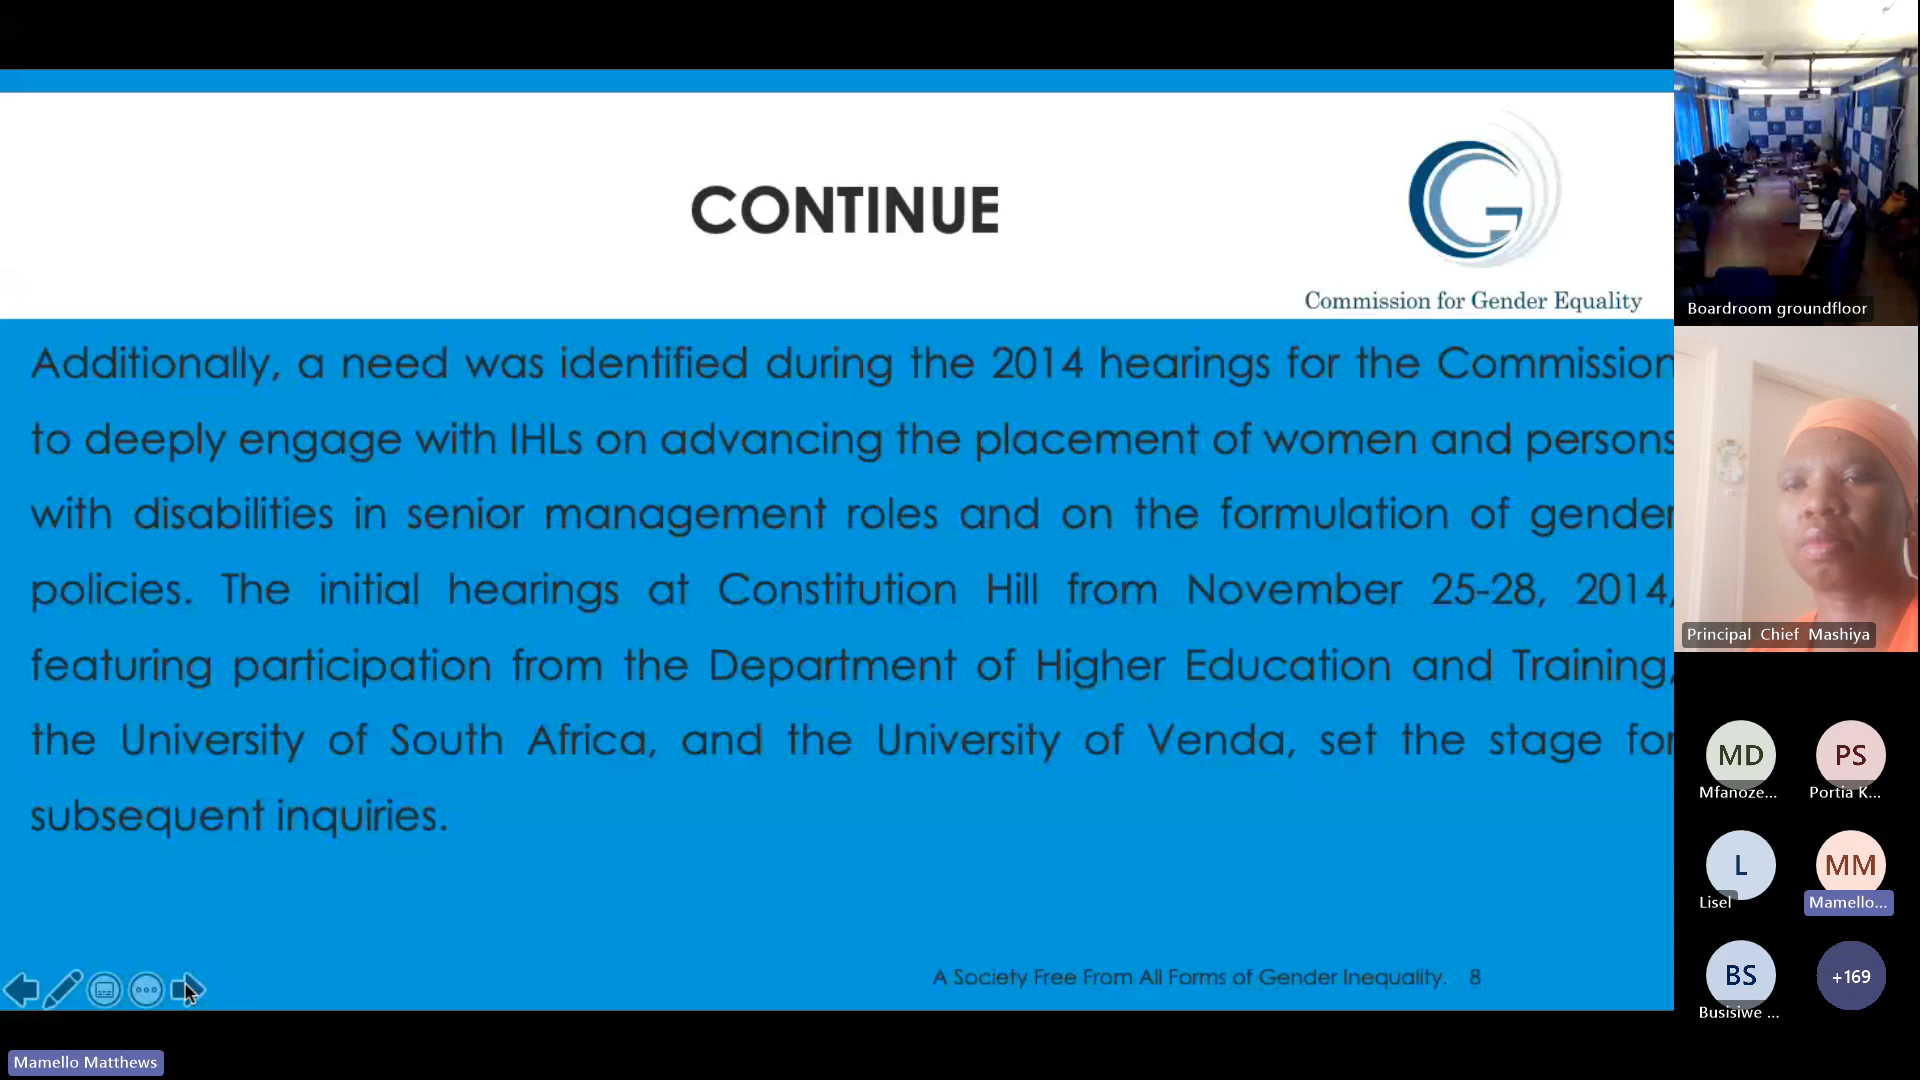 CONTINUE
Commission for Gender Equality
Additionally, a need was identified during the 2014 hearings for the Commission
to deeply engage with IHLs on advancing the placement of women and persons
with disabilities in senior management roles and on the formulation of gender
policies. The initial hearings at Constitution Hill from November 25-28, 2014,
featuring participation from the Department of Higher Education and Training,
the University of South Africa, and the University of Venda, set the stage for
subsequent inquiries.
A Society Free From All Forms of Gender Inequality. 8
Mamello Matthews
Boardroom groundfloor
Principal Chief Mashiya
MD PS
Mfanoze... Portia K...
L MM
Lisel Mamello...
BS +169
Busisiwe ...